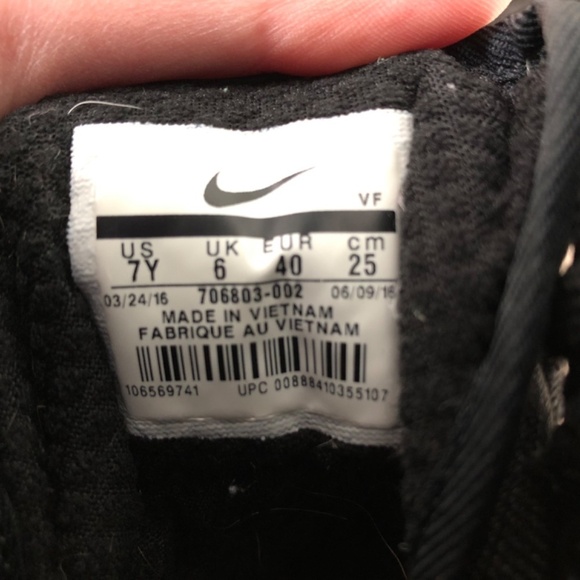 VF
US UK EUR cm
7Y 6 40 25
03/24/16 706803-002 06/09/16
MADE IN VIETNAM
FABRIQUE AU VIETNAM
106569741 UPC 00888410355107